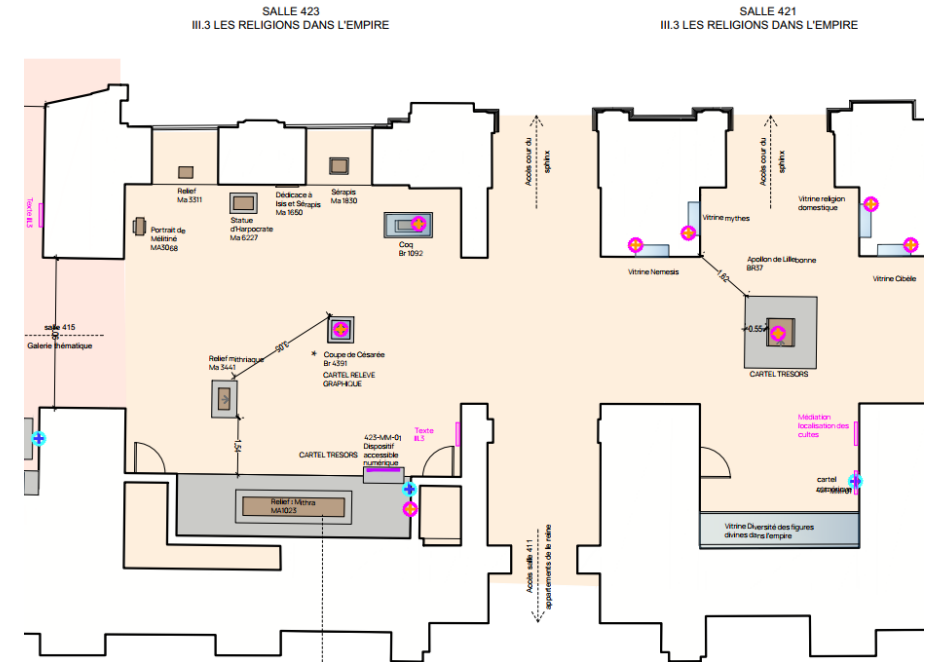 SALLE 423
III.3 LES RELIGIONS DANS L'EMPIRE
SALLE 421
III.3 LES RELIGIONS DANS L'EMPIRE
Accès cour du
sphinx
Accès cour du
sphinx
Texte III.3
Relief
Ma 3311
Statue
d'Harpocrate
Ma 6227
Dédicace à
Isis et Sérapis
Ma 1650
Sérapis
Ma 1830
Portrait de
Mélitiné
MA3068
Coq
Br 1092
Vitrine mythes
Vitrine religion
domestique
Vitrine Nemesis
Apollon de Lillebonne
BR37
Vitrine Cibèle
1,62
0.55
CARTEL TRESORS
salle 415
Galerie thématique
3,05
Relief mithriaque
Ma 3441
* Coupe de Césarée
Br 4391
CARTEL RELEVE
GRAPHIQUE
1,54
CARTEL TRESORS
423-MM-01
Dispositif
accessible
numérique
Texte
III.3
Relief : Mithra
MA1023
Médiation
localisation des
cultes
cartel
Vitrine Diversité des figures
divines dans l'empire
Accès salle 411
appartements de le reine